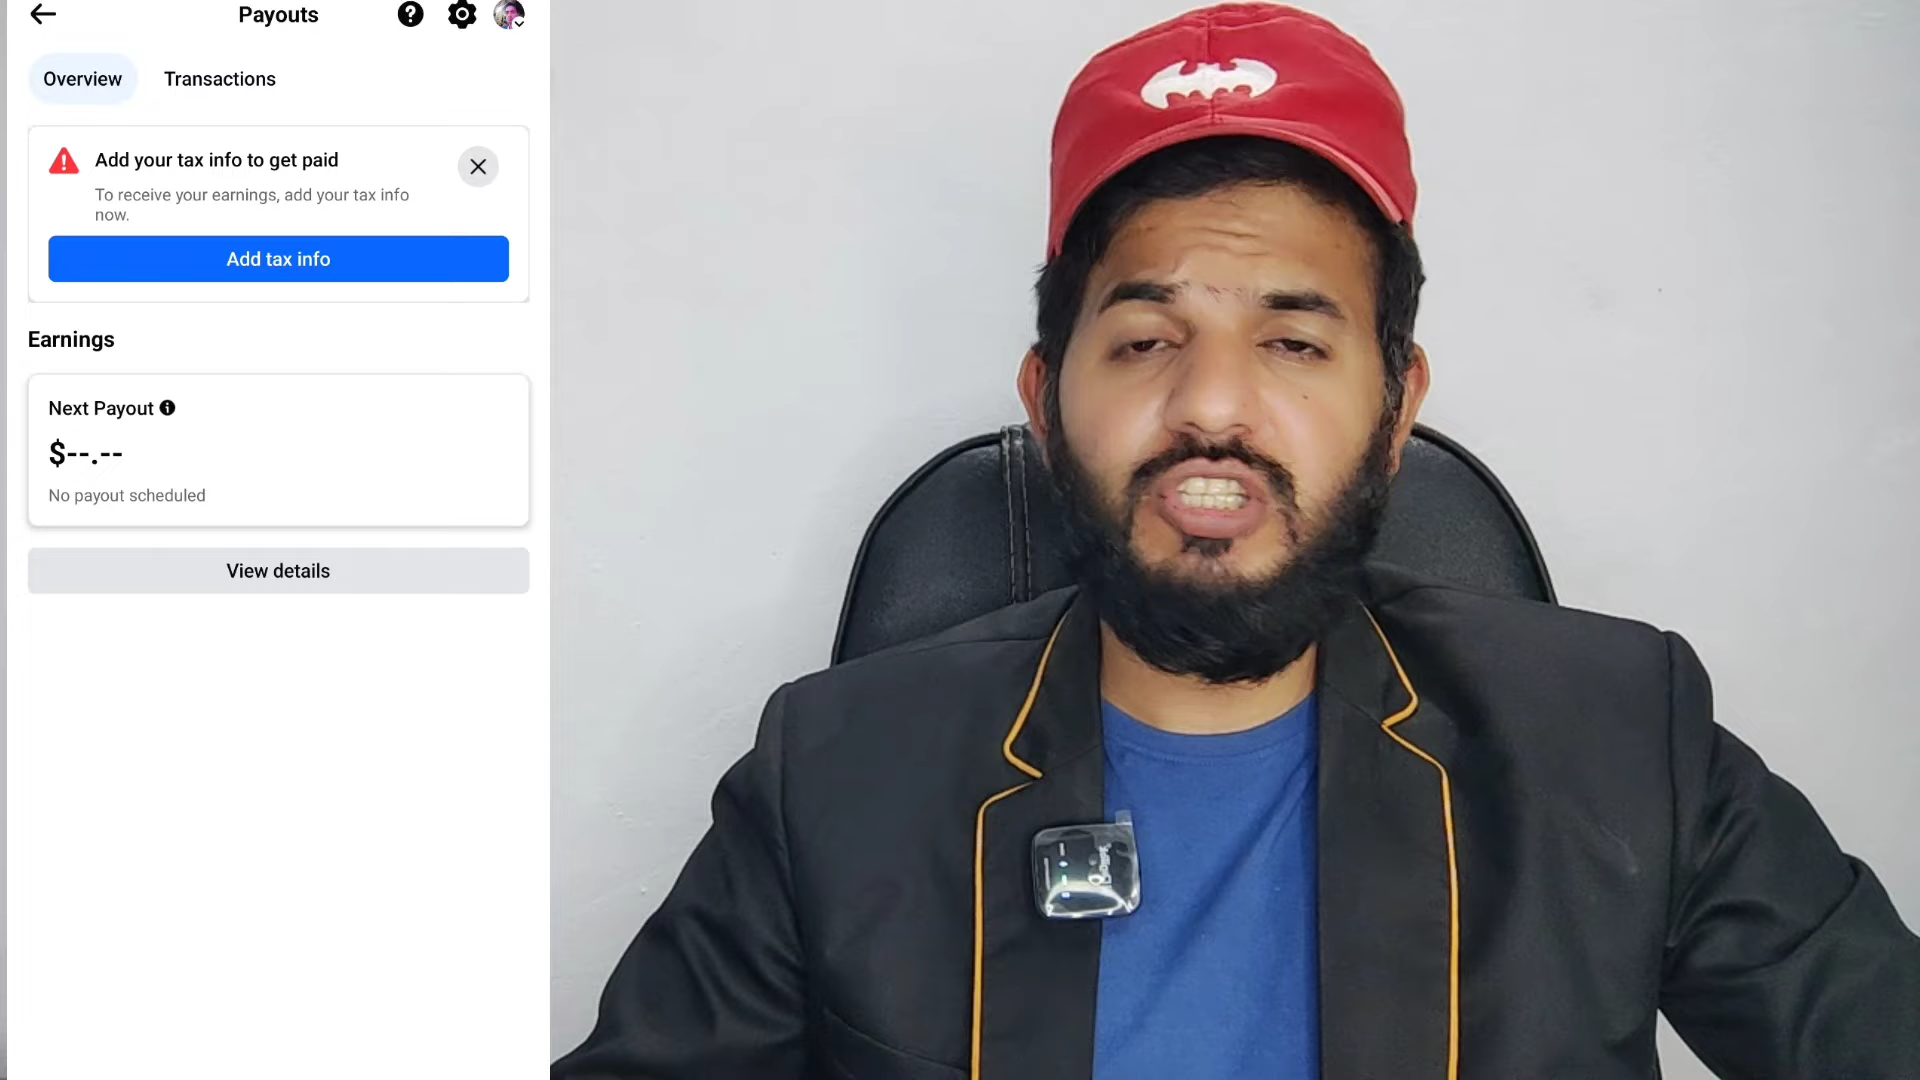 Payouts
Overview
Transactions
Add your tax info to get paid
To receive your earnings, add your tax info
now.
Add tax info
Earnings
Next Payout
$--.--
No payout scheduled
View details